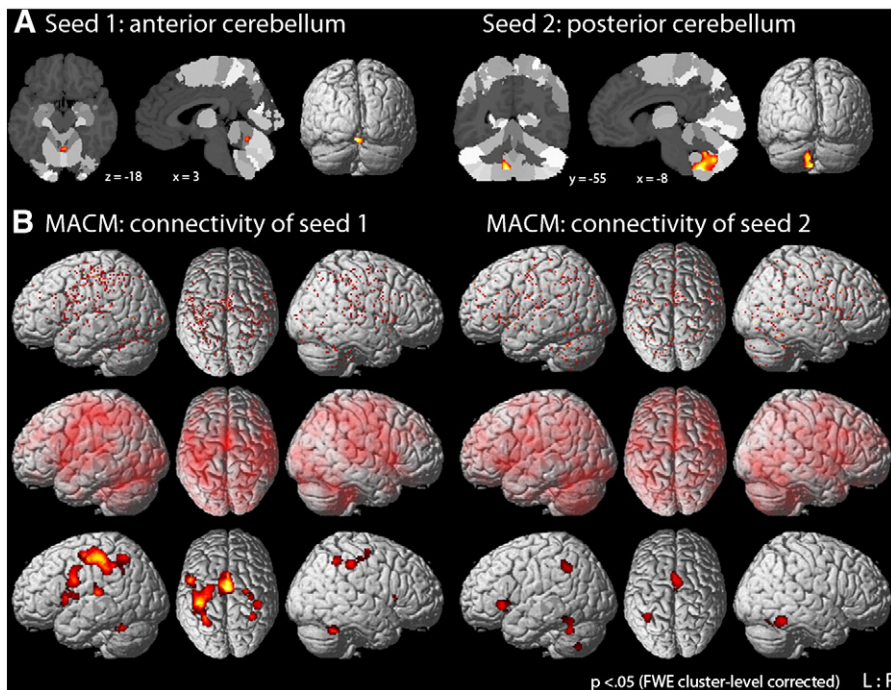 A Seed 1: anterior cerebellum Seed 2: posterior cerebellum
z = -18 x = 3 y = -55 x = -8
B MACM: connectivity of seed 1 MACM: connectivity of seed 2
p <.05 (FWE cluster-level corrected) L :